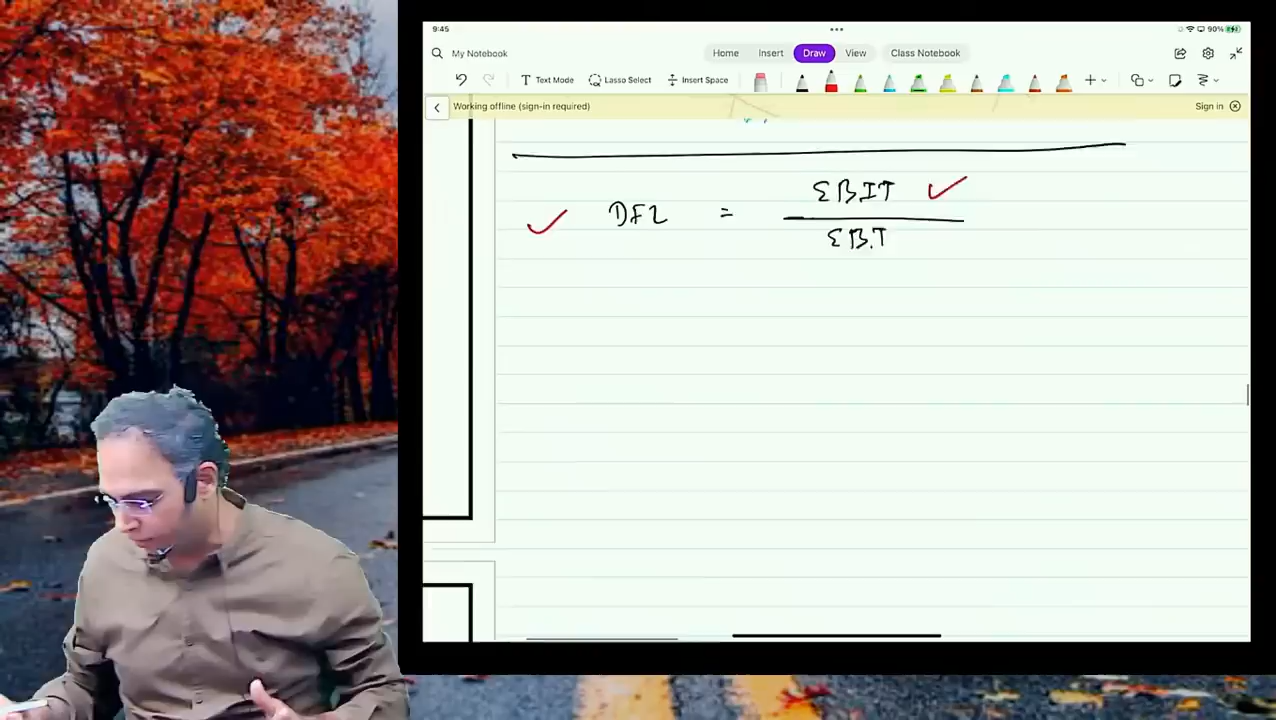 9:45
90%
My Notebook
Home Insert Draw View Class Notebook
Text Mode Lasso Select Insert Space
Working offline (sign-in required) Sign in
DFL = EBIT
EBT